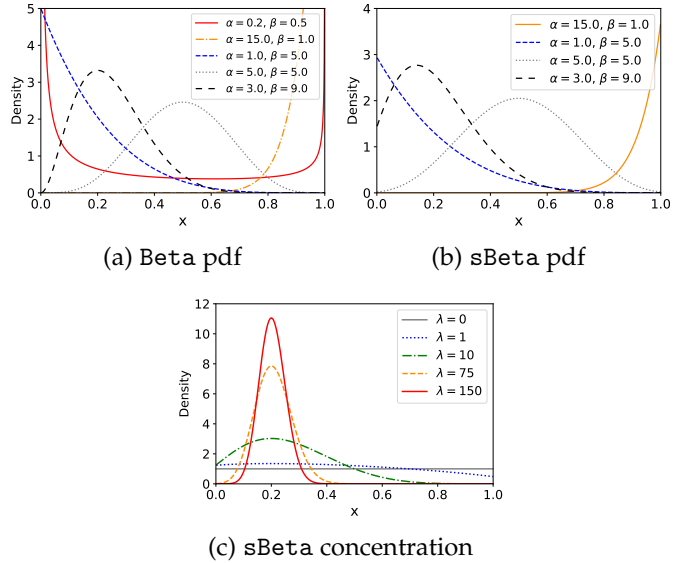 5
4
3
2
1
0
Density
0.0 0.2 0.4 0.6 0.8 1.0
x
α = 0.2, β = 0.5
α = 15.0, β = 1.0
α = 1.0, β = 5.0
α = 5.0, β = 5.0
α = 3.0, β = 9.0
(a) Beta pdf
4
3
2
1
0
Density
0.0 0.2 0.4 0.6 0.8 1.0
x
α = 15.0, β = 1.0
α = 1.0, β = 5.0
α = 5.0, β = 5.0
α = 3.0, β = 9.0
(b) sBeta pdf
12
10
8
6
4
2
0
Density
0.0 0.2 0.4 0.6 0.8 1.0
x
λ = 0
λ = 1
λ = 10
λ = 75
λ = 150
(c) sBeta concentration